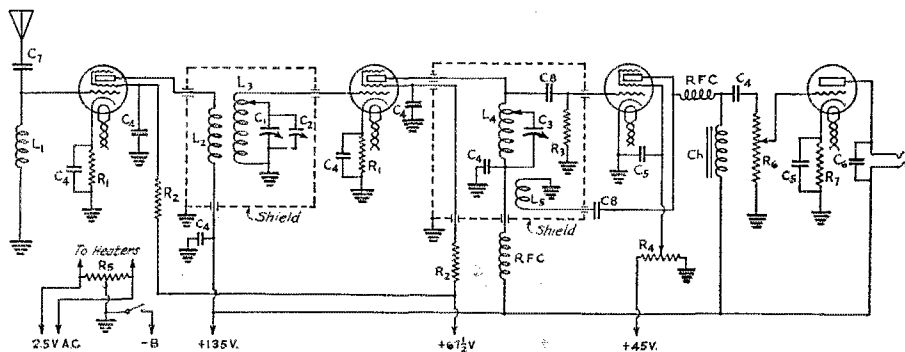 C7
L1
C4
R1
C4
R2
L2
L3
C1
C2
C4
Shield
C4
R1
C4
R2
L4
C8
C3
R3
C4
L5
C8
Shield
RFC
C5
R4
RFC
Ch
C4
R6
C5
R7
C6
To Heaters
R5
2.5V A.C.
-B
+135V.
+67½V
+45V.